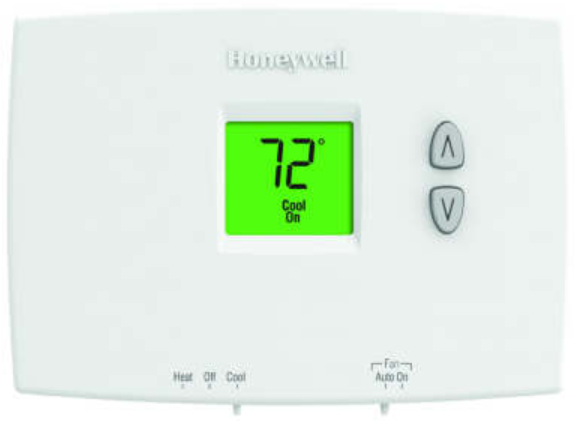 Honeywell
72°
Cool
On
Heat Off Cool
Fan
Auto On